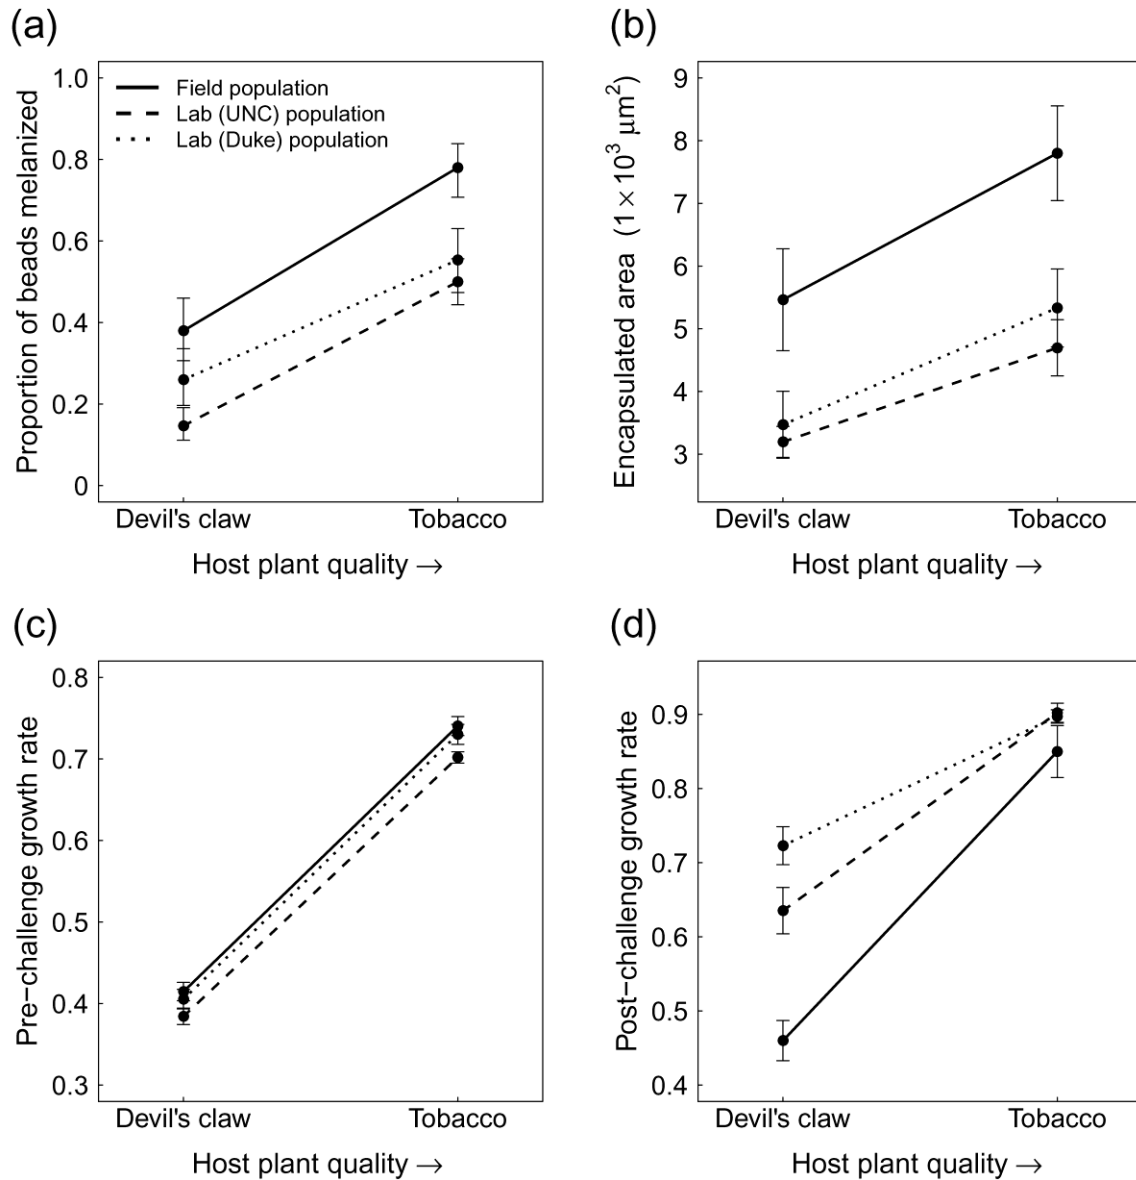 (a)
Proportion of beads melanized
1.0
0.8
0.6
0.4
0.2
0
Field population
Lab (UNC) population
Lab (Duke) population
Devil's claw
Tobacco
Host plant quality →
(b)
Encapsulated area (1 × 10³ µm²)
9
8
7
6
5
4
3
Devil's claw
Tobacco
Host plant quality →
(c)
Pre−challenge growth rate
0.8
0.7
0.6
0.5
0.4
0.3
Devil's claw
Tobacco
Host plant quality →
(d)
Post−challenge growth rate
0.9
0.8
0.7
0.6
0.5
0.4
Devil's claw
Tobacco
Host plant quality →